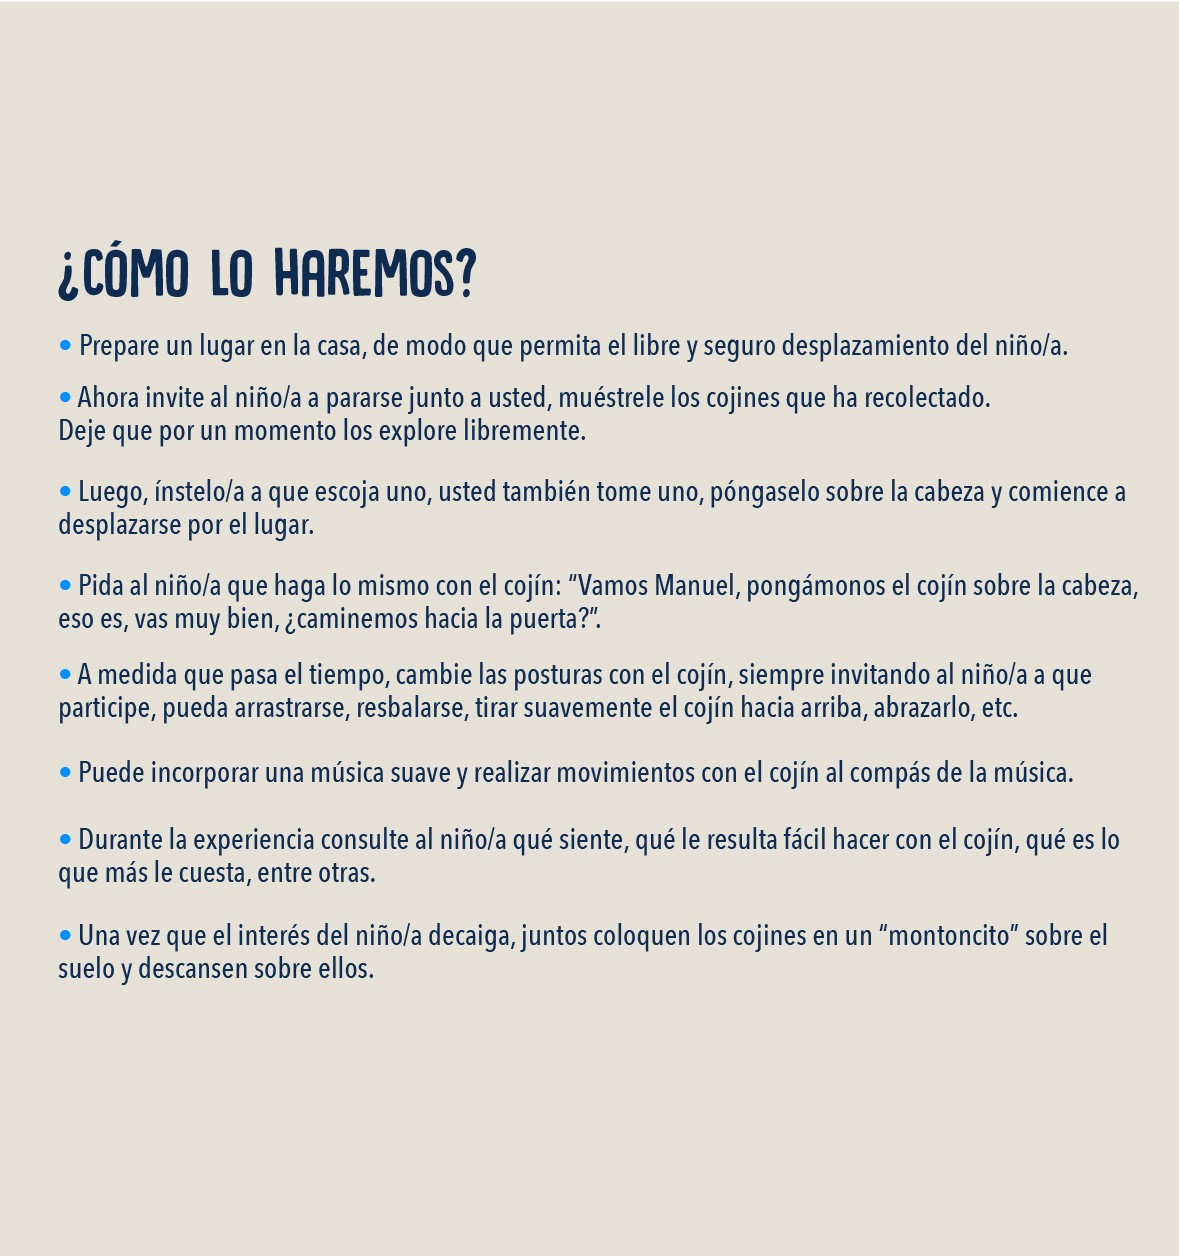 ¿CÓMO LO HAREMOS?
• Prepare un lugar en la casa, de modo que permita el libre y seguro desplazamiento del niño/a.
• Ahora invite al niño/a a pararse junto a usted, muéstrele los cojines que ha recolectado.
Deje que por un momento los explore libremente.
• Luego, ínstelo/a a que escoja uno, usted también tome uno, póngaselo sobre la cabeza y comience a
desplazarse por el lugar.
• Pida al niño/a que haga lo mismo con el cojín: “Vamos Manuel, pongámonos el cojín sobre la cabeza,
eso es, vas muy bien, ¿caminemos hacia la puerta?”.
• A medida que pasa el tiempo, cambie las posturas con el cojín, siempre invitando al niño/a a que
participe, pueda arrastrarse, resbalarse, tirar suavemente el cojín hacia arriba, abrazarlo, etc.
• Puede incorporar una música suave y realizar movimientos con el cojín al compás de la música.
• Durante la experiencia consulte al niño/a qué siente, qué le resulta fácil hacer con el cojín, qué es lo
que más le cuesta, entre otras.
• Una vez que el interés del niño/a decaiga, juntos coloquen los cojines en un “montoncito” sobre el
suelo y descansen sobre ellos.